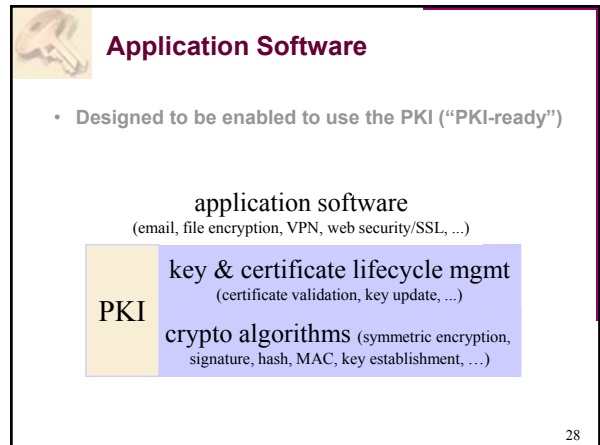 Application Software
• Designed to be enabled to use the PKI (“PKI-ready”)
application software
(email, file encryption, VPN, web security/SSL, ...)
PKI
key & certificate lifecycle mgmt
(certificate validation, key update, ...)
crypto algorithms (symmetric encryption,
signature, hash, MAC, key establishment, …)
28